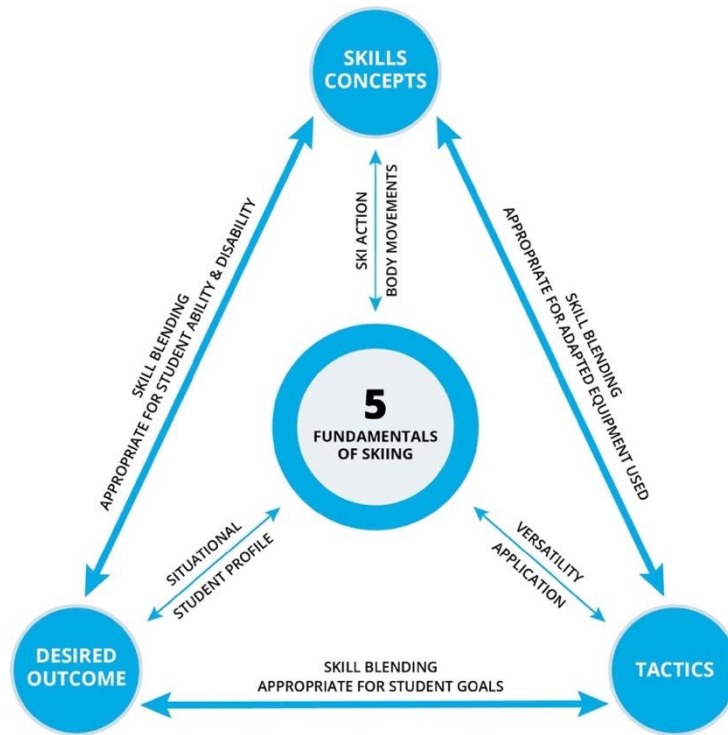 SKILLS
CONCEPTS
SKI ACTION
BODY MOVEMENTS
SKILL BLENDING
APPROPRIATE FOR STUDENT ABILITY & DISABILITY
SKILL BLENDING
APPROPRIATE FOR ADAPTED EQUIPMENT USED
5
FUNDAMENTALS
OF SKIING
SITUATIONAL
STUDENT PROFILE
VERSATILITY
APPLICATION
DESIRED
OUTCOME
SKILL BLENDING
APPROPRIATE FOR STUDENT GOALS
TACTICS